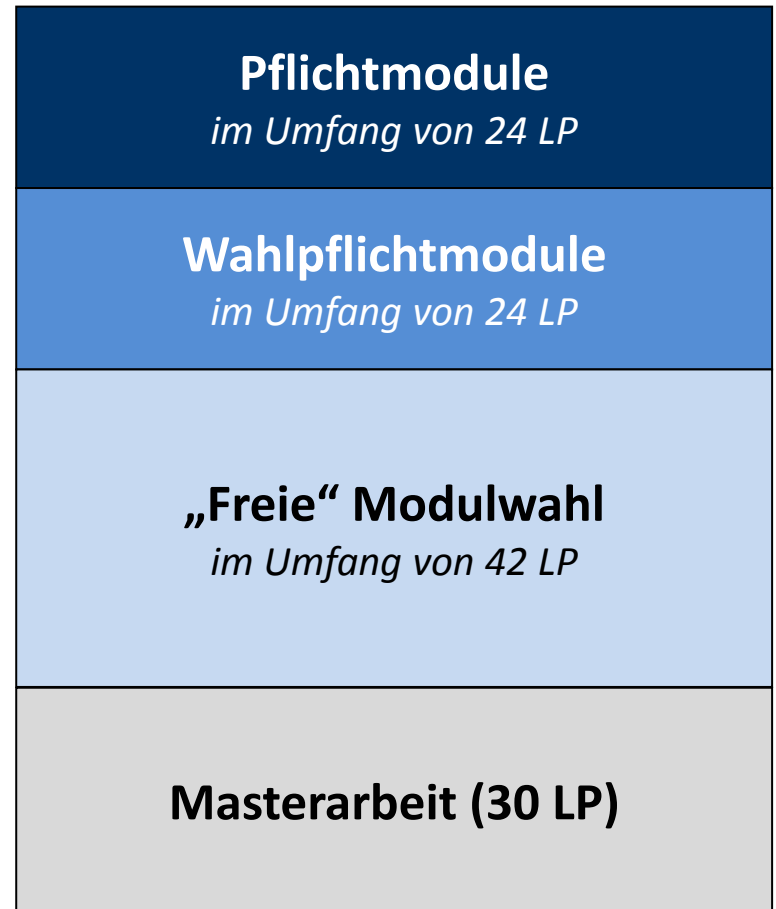 Pflichtmodule
im Umfang von 24 LP
Wahlpflichtmodule
im Umfang von 24 LP
„Freie“ Modulwahl
im Umfang von 42 LP
Masterarbeit (30 LP)